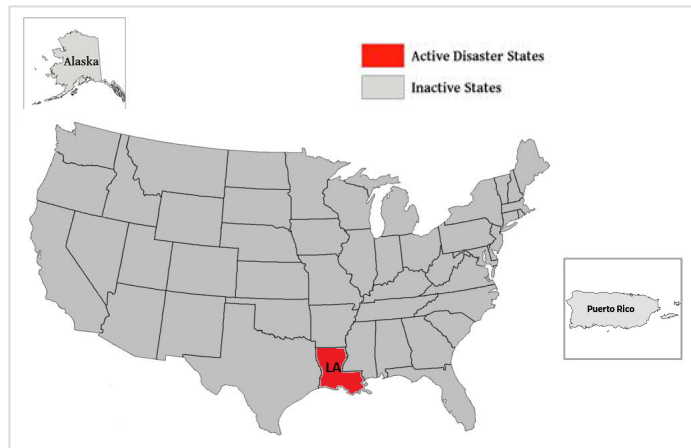 Alaska
Active Disaster States
Inactive States
Puerto Rico
LA